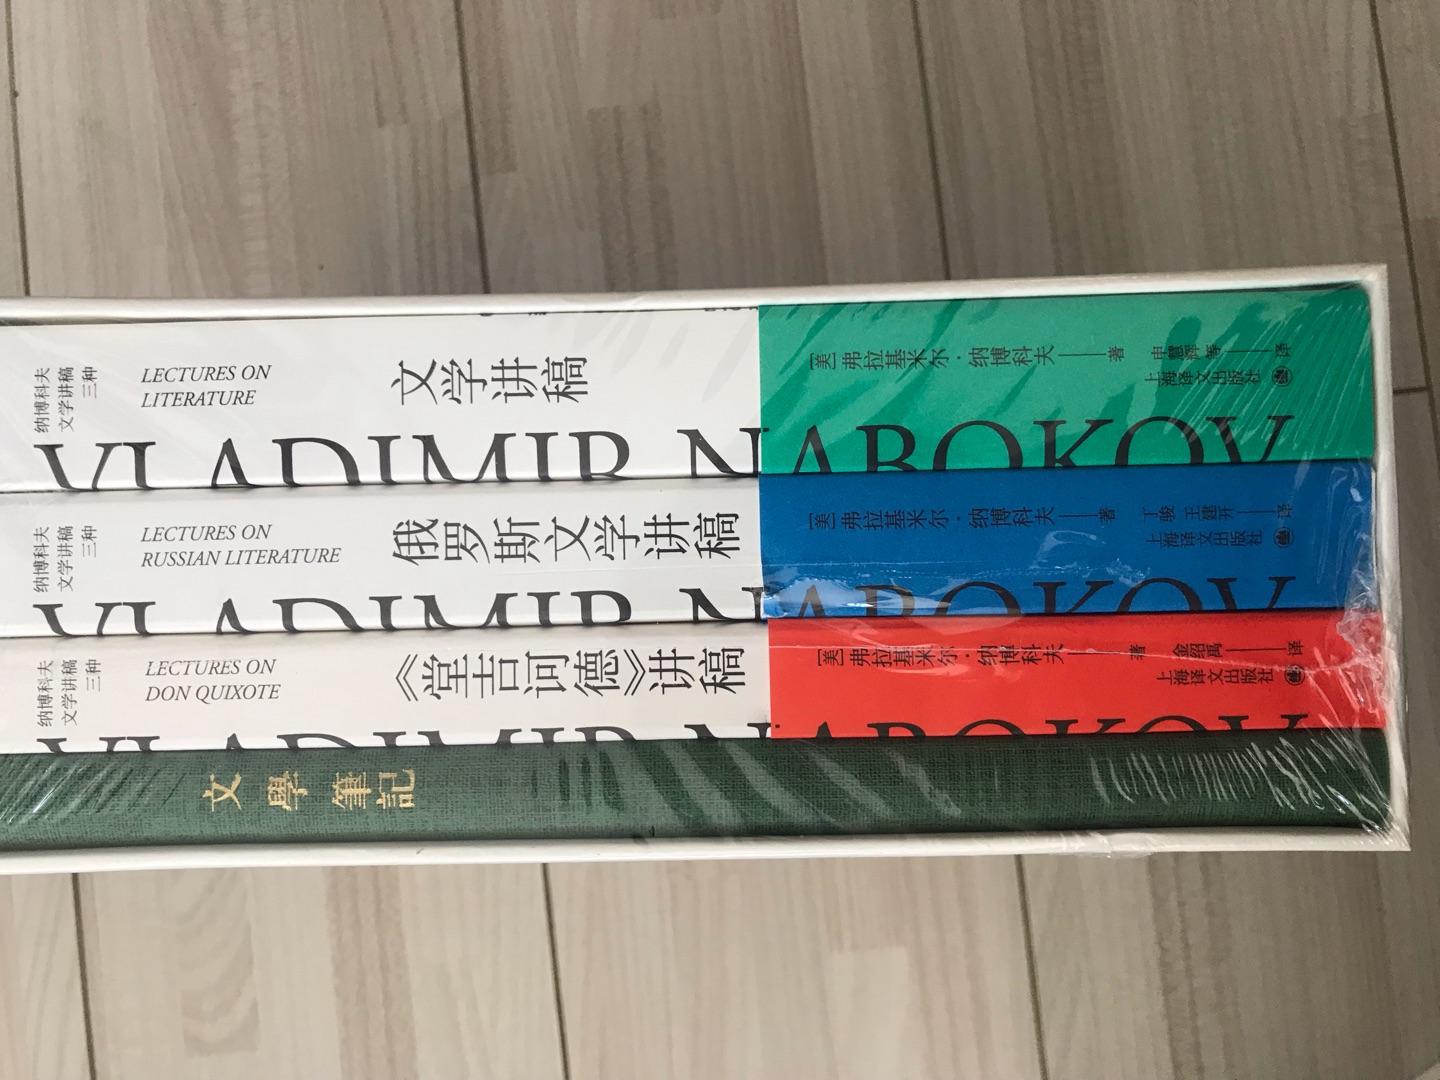 纳博科夫
文学讲稿
三种
LECTURES ON
LITERATURE
文学讲稿
VLADIMIR NABOKOV
[美]弗拉基米尔·纳博科夫——著
申慧辉 等——译
上海译文出版社
纳博科夫
文学讲稿
三种
LECTURES ON
RUSSIAN LITERATURE
俄罗斯文学讲稿
VLADIMIR NABOKOV
[美]弗拉基米尔·纳博科夫——著
丁骏 王建开——译
上海译文出版社
纳博科夫
文学讲稿
三种
LECTURES ON
DON QUIXOTE
《堂吉诃德》讲稿
VLADIMIR NABOKOV
[美]弗拉基米尔·纳博科夫——著
金绍禹——译
上海译文出版社
文學筆記